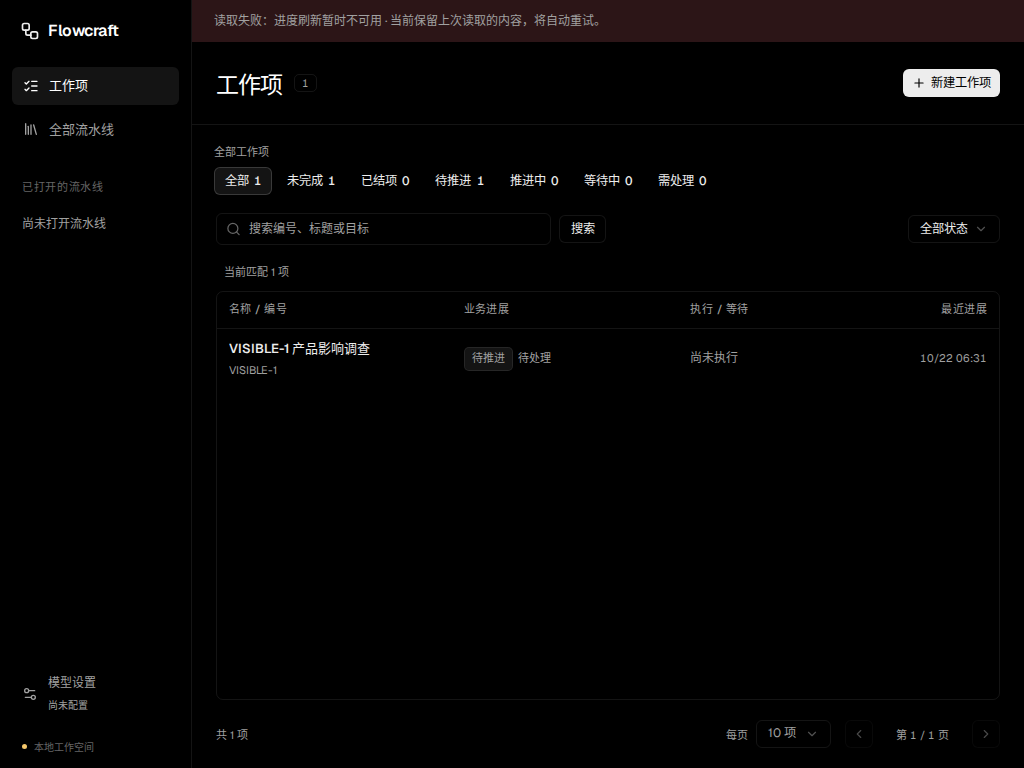 Flowcraft
工作项
全部流水线
已打开的流水线
尚未打开流水线
模型设置
尚未配置
本地工作空间
读取失败：进度刷新暂时不可用 · 当前保留上次读取的内容，将自动重试。
工作项 1
新建工作项
全部工作项
全部 1 未完成 1 已结项 0 待推进 1 推进中 0 等待中 0 需处理 0
搜索编号、标题或目标 搜索 全部状态
当前匹配 1 项
名称 / 编号 业务进展 执行 / 等待 最近进展
VISIBLE-1 产品影响调查
VISIBLE-1
待推进 待处理 尚未执行 10/22 06:31
共 1 项 每页 10 项 第 1 / 1 页